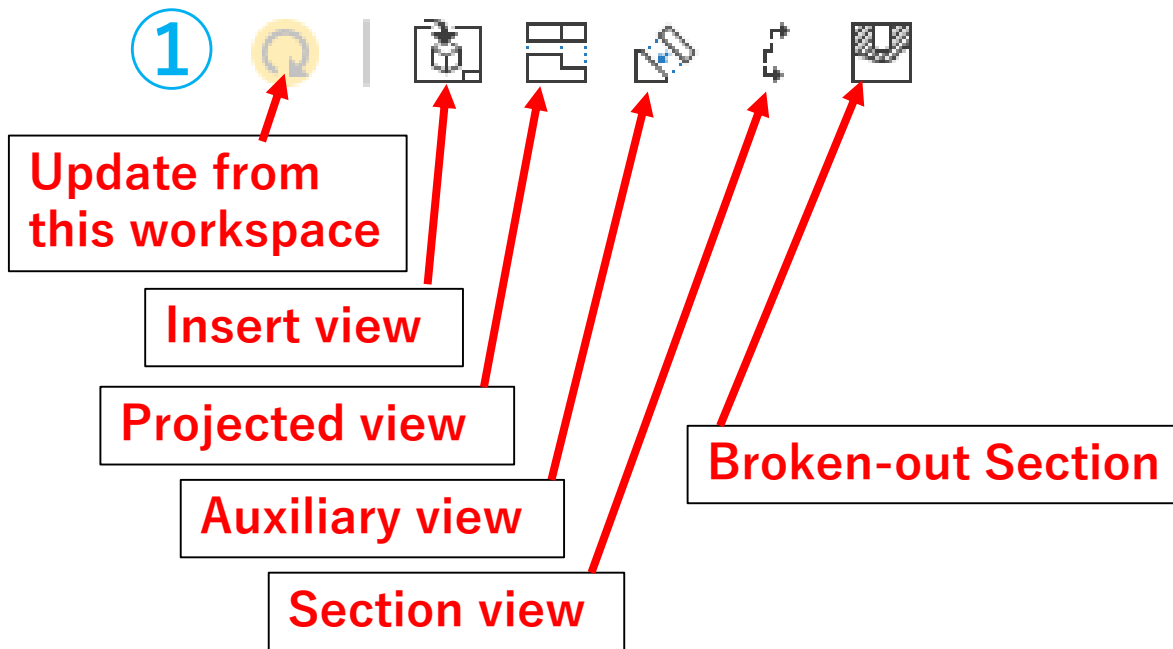 ①
Update from
this workspace
Insert view
Projected view
Auxiliary view
Broken-out Section
Section view